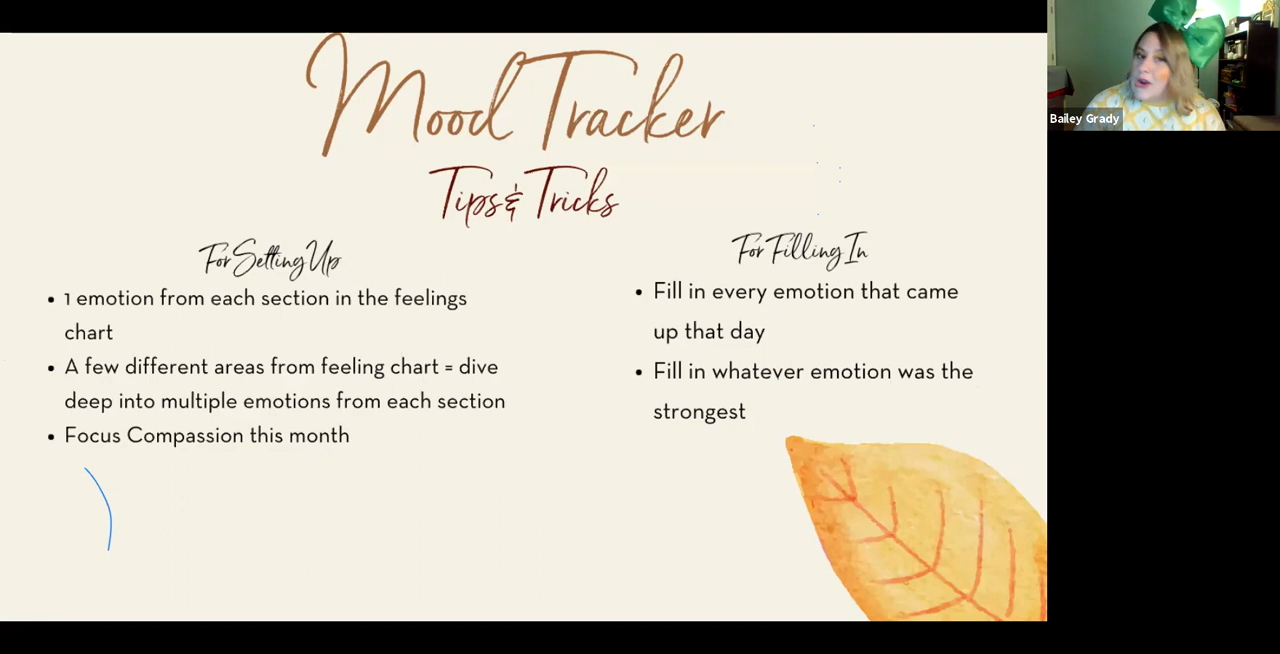 Mood Tracker
Tips & Tricks
For Setting Up
• 1 emotion from each section in the feelings
chart
• A few different areas from feeling chart = dive
deep into multiple emotions from each section
• Focus Compassion this month
For Filling In
• Fill in every emotion that came
up that day
• Fill in whatever emotion was the
strongest
Bailey Grady